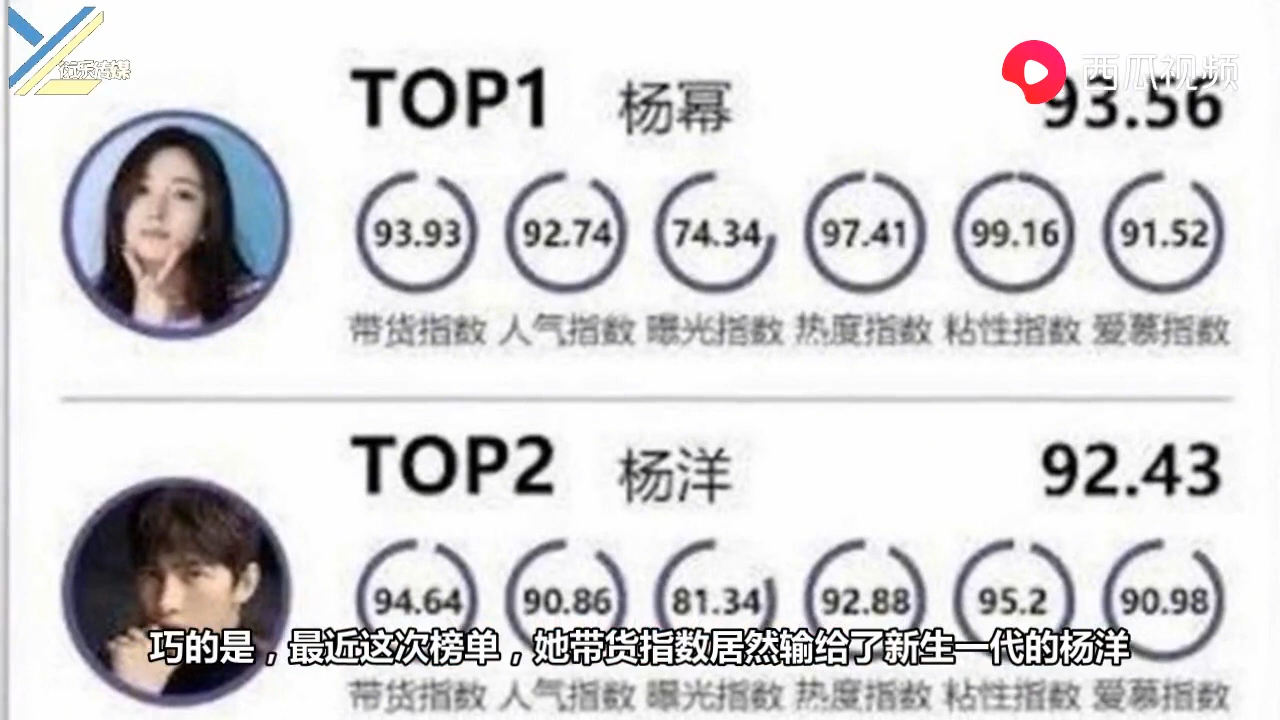 衍乐传媒
西瓜视频
TOP1 杨幂 93.56
93.93 92.74 74.34 97.41 99.16 91.52
带货指数 人气指数 曝光指数 热度指数 粘性指数 爱慕指数
TOP2 杨洋 92.43
94.64 90.86 81.34 92.88 95.2 90.98
巧的是，最近这次榜单，她带货指数居然输给了新生一代的杨洋
带货指数 人气指数 曝光指数 热度指数 粘性指数 爱慕指数